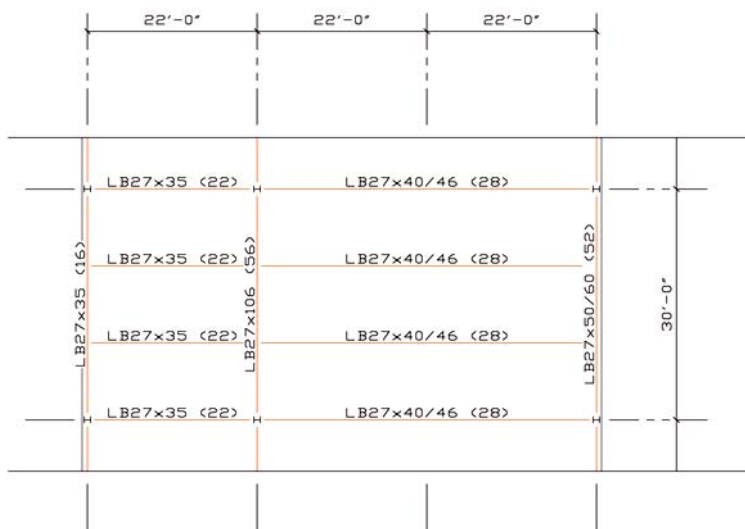 22'-0" 22'-0" 22'-0"
LB27x35 (22) LB27x40/46 (28)
LB27x35 (22) LB27x40/46 (28)
LB27x35 (22) LB27x40/46 (28)
LB27x35 (22) LB27x40/46 (28)
LB27x35 (16)
LB27x106 (56)
LB27x50/60 (52)
30'-0"